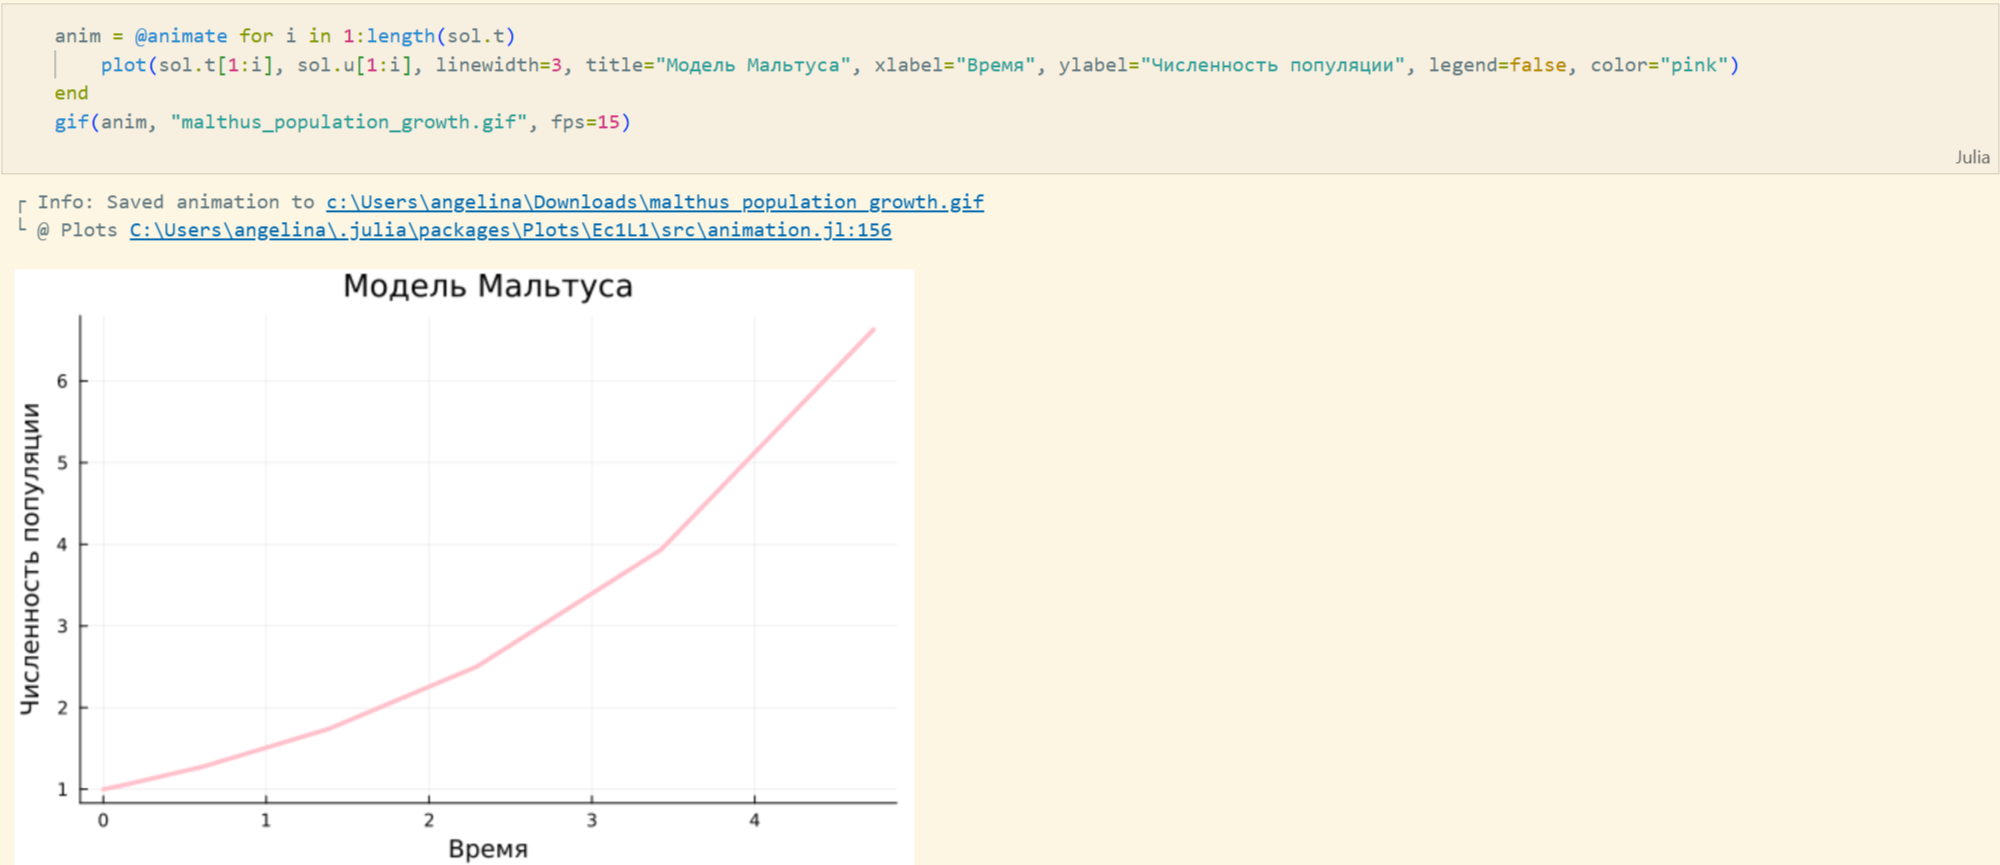 anim = @animate for i in 1:length(sol.t)
plot(sol.t[1:i], sol.u[1:i], linewidth=3, title="Модель Мальтуса", xlabel="Время", ylabel="Численность популяции", legend=false, color="pink")
end
gif(anim, "malthus_population_growth.gif", fps=15)
Julia
┌ Info: Saved animation to c:\Users\angelina\Downloads\malthus_population_growth.gif
└ @ Plots C:\Users\angelina\.julia\packages\Plots\Ec1L1\src\animation.jl:156
Модель Мальтуса
Численность популяции
6
5
4
3
2
1
0 1 2 3 4
Время